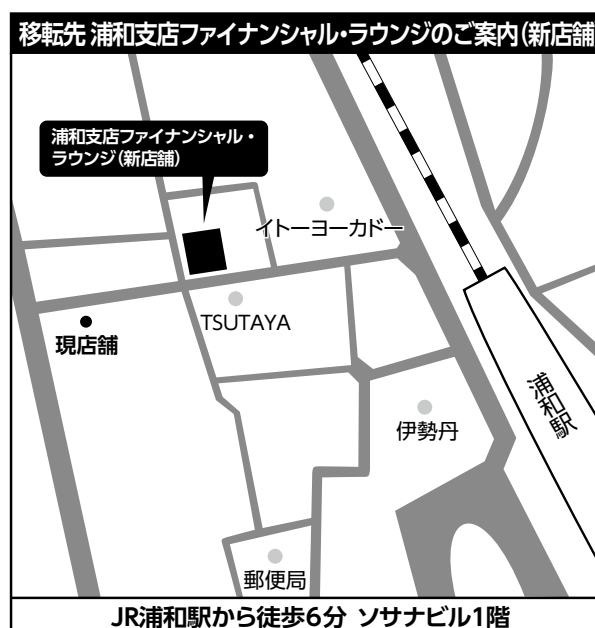 移転先 浦和支店ファイナンシャル・ラウンジのご案内(新店舗
浦和支店ファイナンシャル・
ラウンジ(新店舗)
イトーヨーカドー
TSUTAYA
現店舗
浦和駅
伊勢丹
郵便局
JR浦和駅から徒歩6分 ソサナビル1階